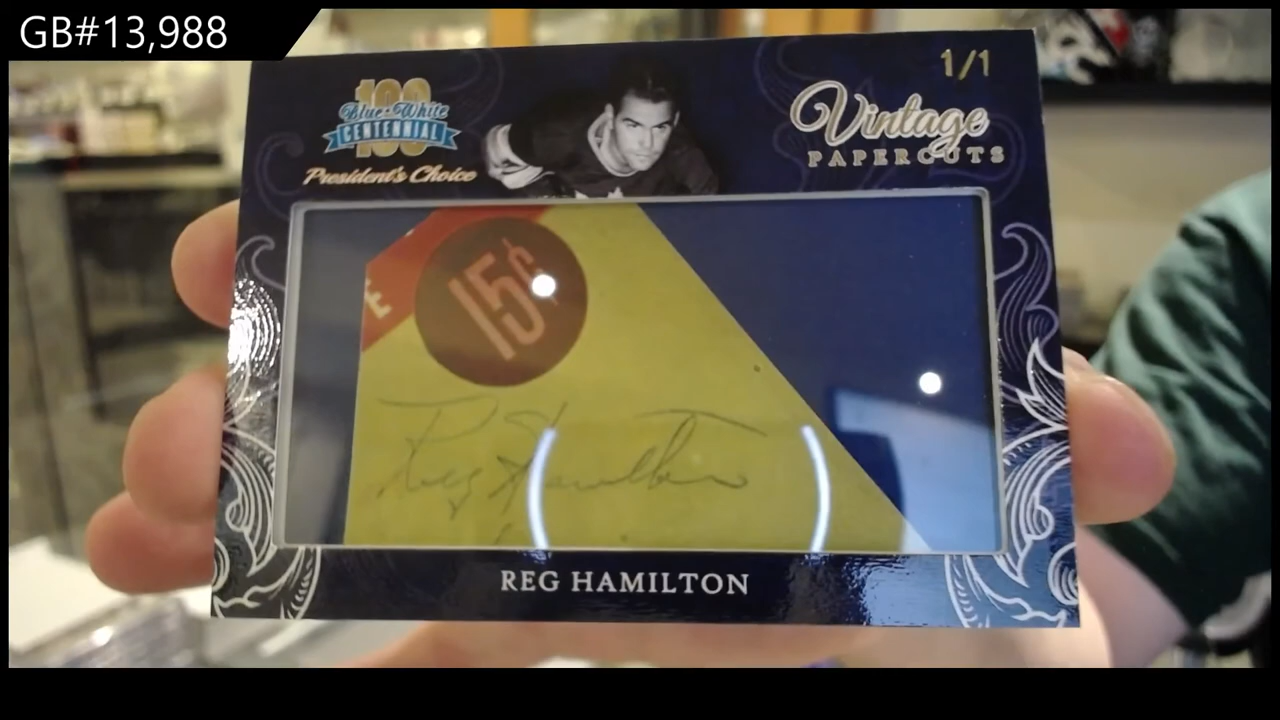 GB#13,988
1/1
100
Blue & White
CENTENNIAL
President's Choice
Vintage
PAPERCUTS
E
15¢
Reg Hamilton
REG HAMILTON